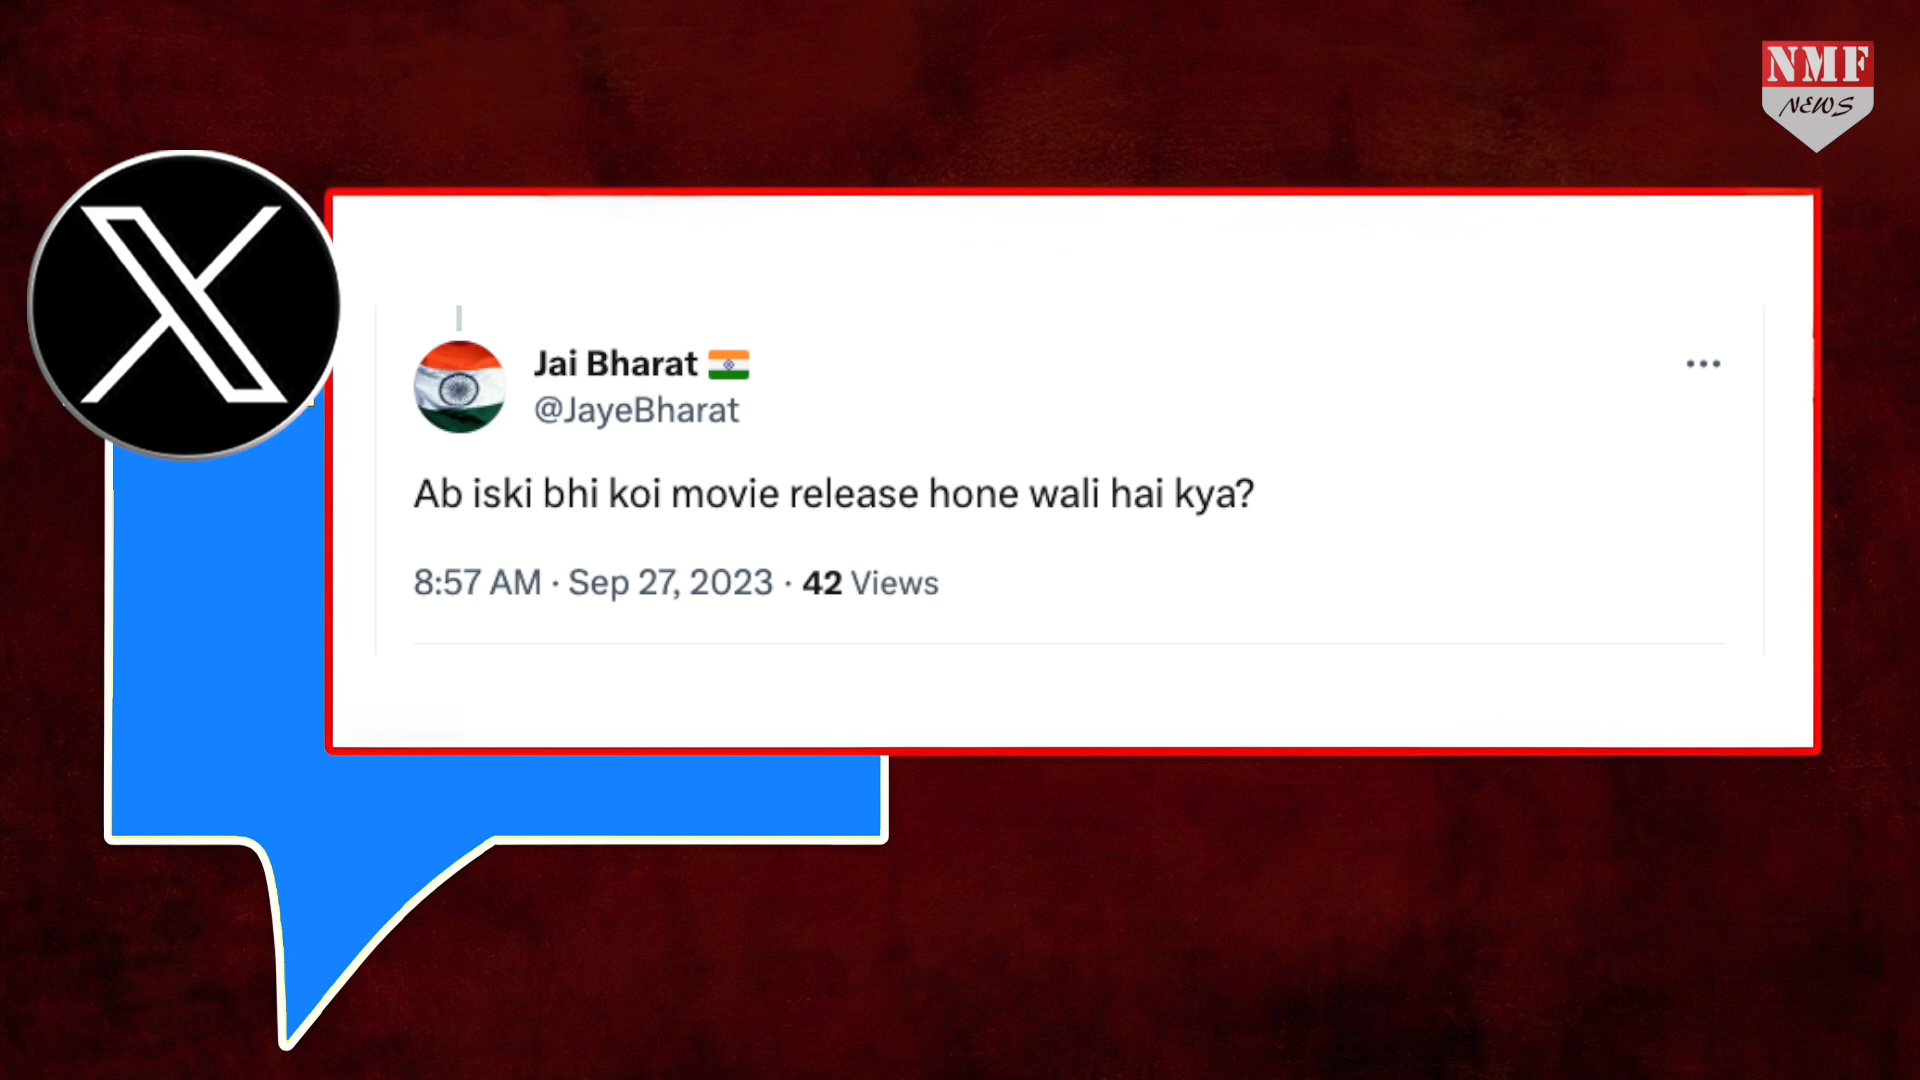 NMF
NEWS
Jai Bharat 🇮🇳
@JayeBharat
Ab iski bhi koi movie release hone wali hai kya?
8:57 AM · Sep 27, 2023 · 42 Views